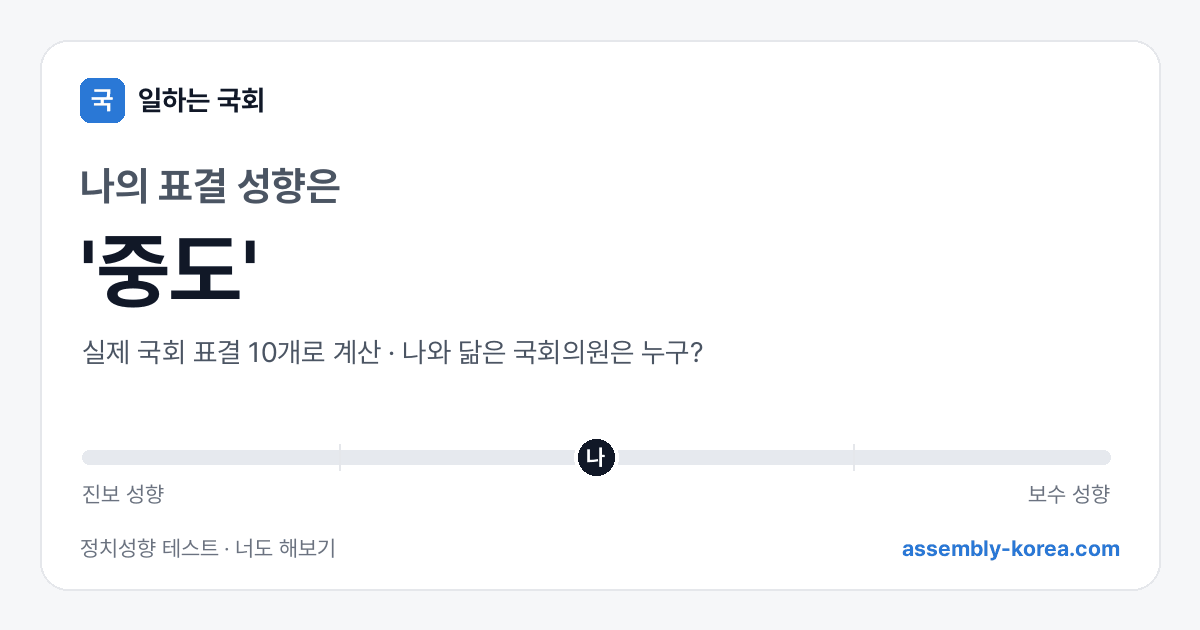 국 일하는 국회
나의 표결 성향은
'중도'
실제 국회 표결 10개로 계산 · 나와 닮은 국회의원은 누구?
나
진보 성향 보수 성향
정치성향 테스트 · 너도 해보기 assembly-korea.com